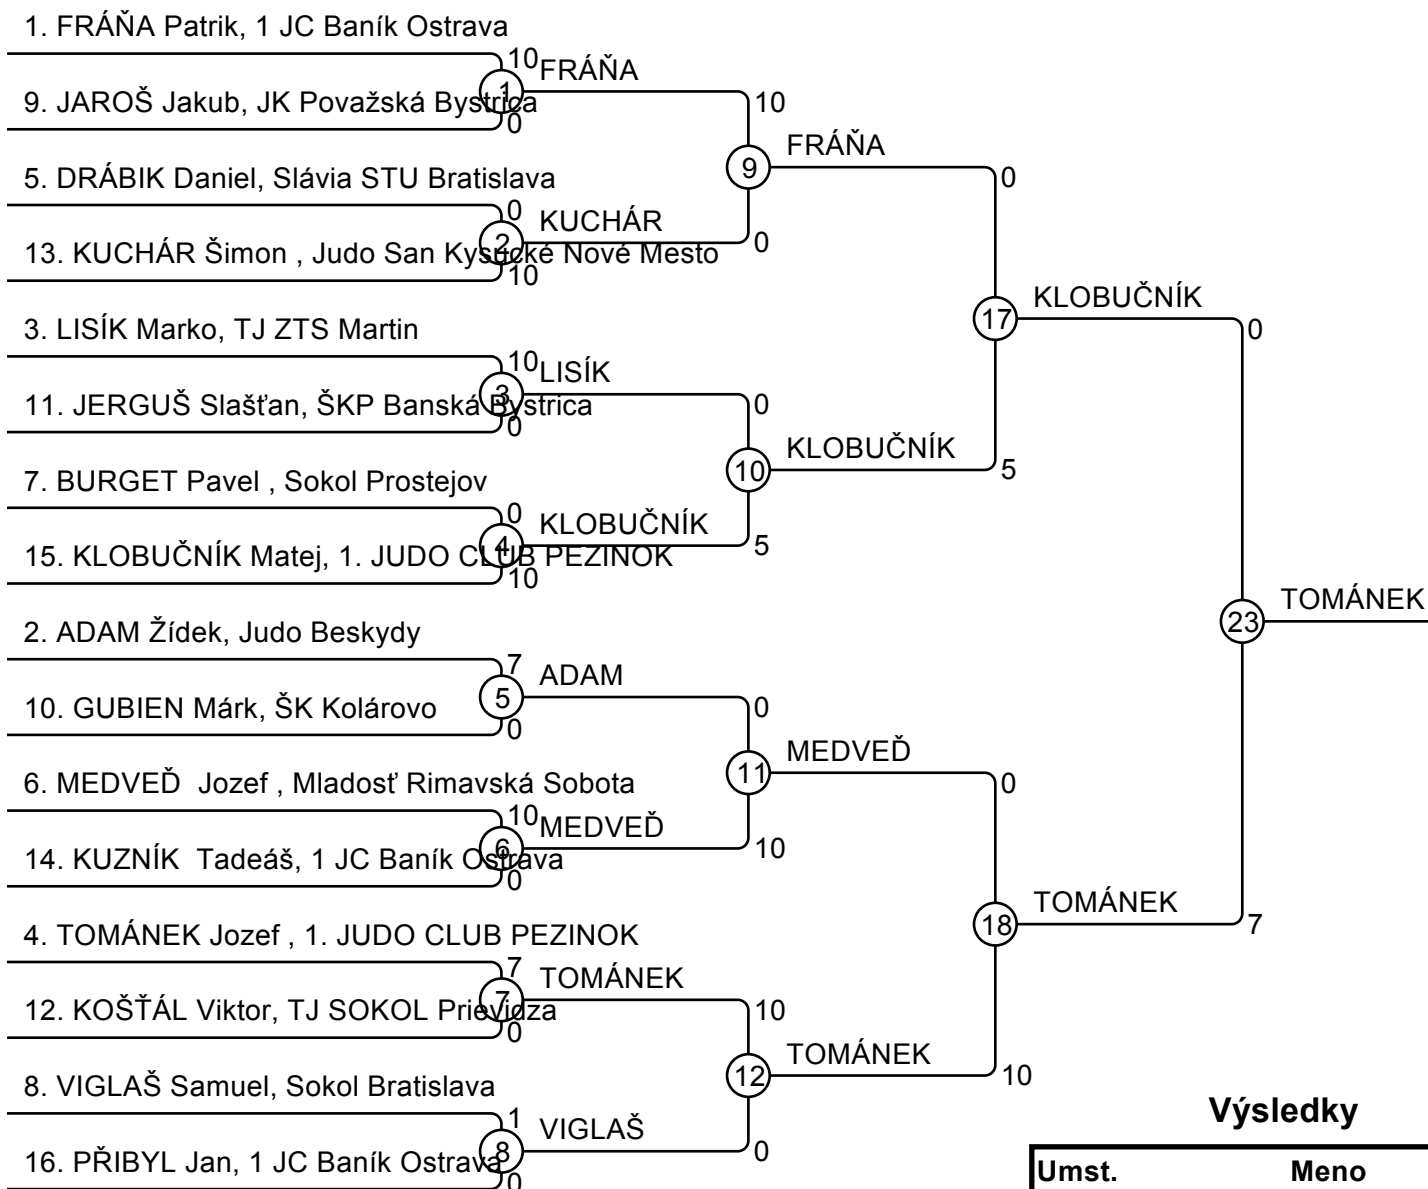 1. FRÁŇA Patrik, 1 JC Baník Ostrava
10
FRÁŇA
1
10
9. JAROŠ Jakub, JK Považská Bystrica
0
FRÁŇA
9
0
5. DRÁBIK Daniel, Slávia STU Bratislava
0
KUCHÁR
2
0
13. KUCHÁR Šimon , Judo San Kysucké Nové Mesto
10
KLOBUČNÍK
17
0
3. LISÍK Marko, TJ ZTS Martin
10
LISÍK
3
0
11. JERGUŠ Slašťan, ŠKP Banská Bystrica
0
KLOBUČNÍK
10
5
7. BURGET Pavel , Sokol Prostejov
0
KLOBUČNÍK
4
5
15. KLOBUČNÍK Matej, 1. JUDO CLUB PEZINOK
10
TOMÁNEK
23
2. ADAM Žídek, Judo Beskydy
7
ADAM
5
0
10. GUBIEN Márk, ŠK Kolárovo
0
MEDVEĎ
11
0
6. MEDVEĎ  Jozef , Mladosť Rimavská Sobota
10
MEDVEĎ
6
10
14. KUZNÍK  Tadeáš, 1 JC Baník Ostrava
0
TOMÁNEK
18
7
4. TOMÁNEK Jozef , 1. JUDO CLUB PEZINOK
7
TOMÁNEK
7
10
12. KOŠŤÁL Viktor, TJ SOKOL Prievidza
0
TOMÁNEK
12
10
8. VIGLAŠ Samuel, Sokol Bratislava
1
VIGLAŠ
8
0
16. PŘIBYL Jan, 1 JC Baník Ostrava
0
Výsledky
Umst. Meno